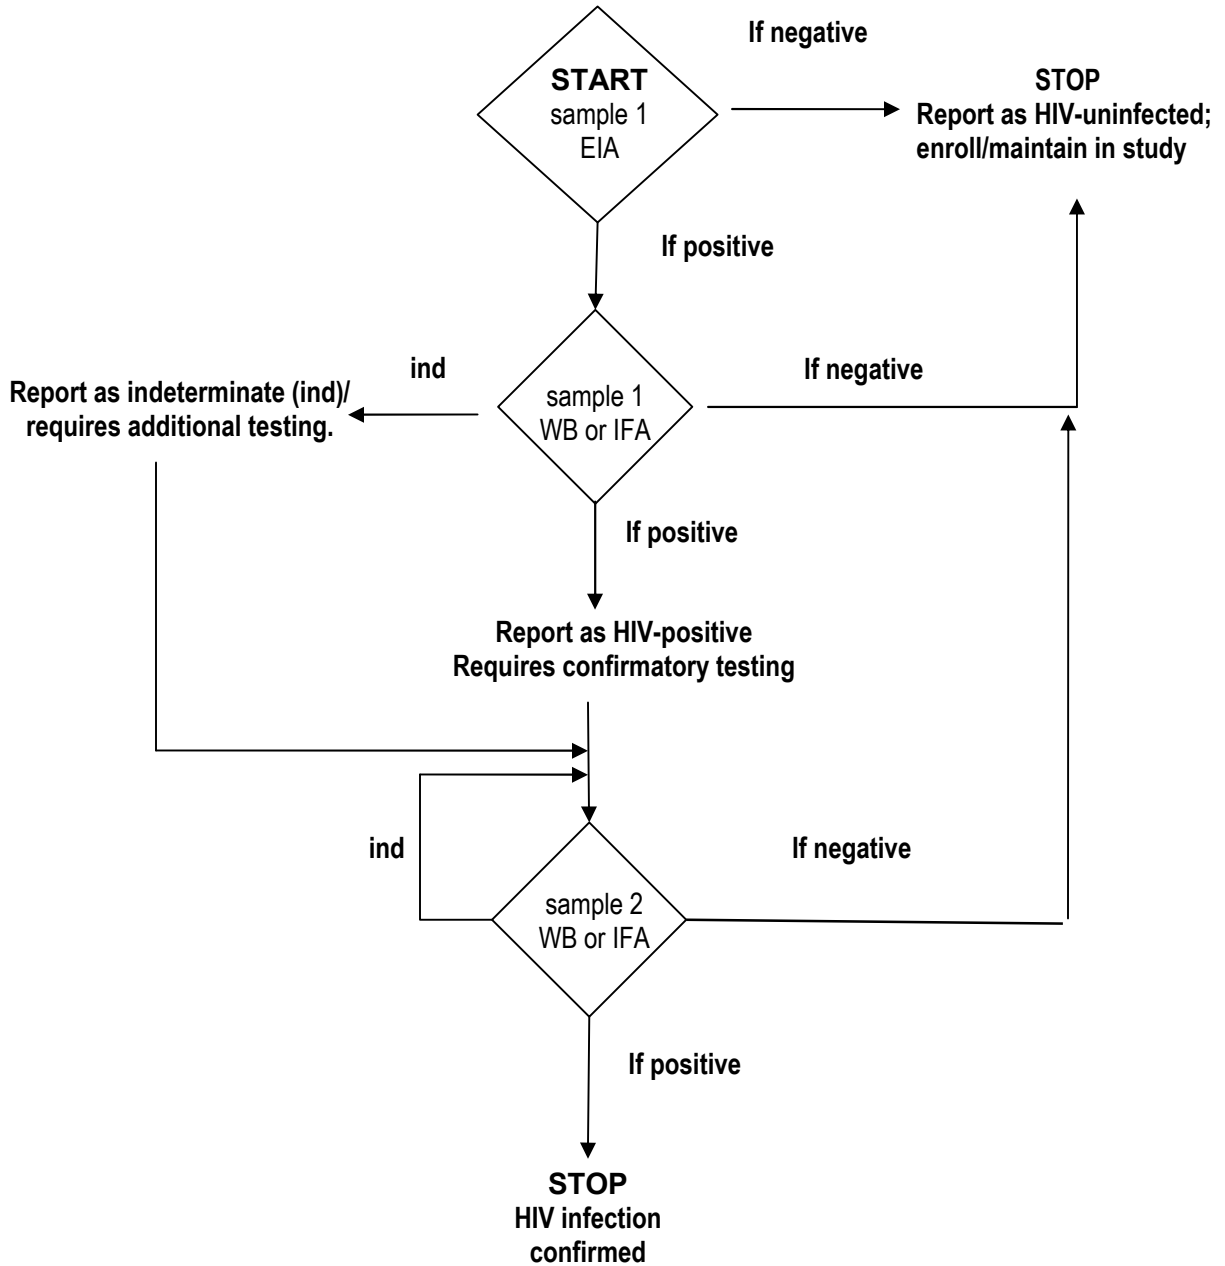 If negative
START
sample 1
EIA
STOP
Report as HIV-uninfected;
enroll/maintain in study
If positive
ind
If negative
Report as indeterminate (ind)/
requires additional testing.
sample 1
WB or IFA
If positive
Report as HIV-positive
Requires confirmatory testing
ind
If negative
sample 2
WB or IFA
If positive
STOP
HIV infection
confirmed